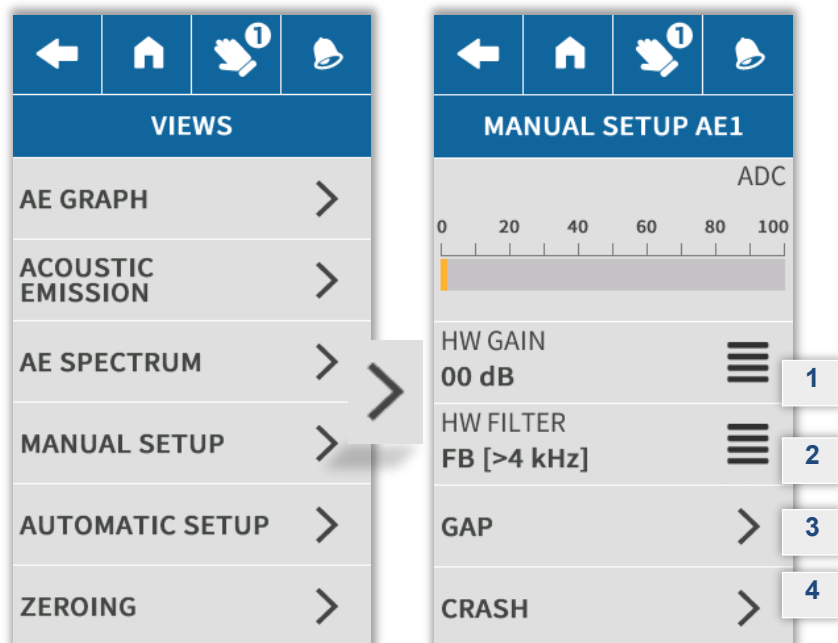 1
VIEWS
AE GRAPH
ACOUSTIC
EMISSION
AE SPECTRUM
MANUAL SETUP
AUTOMATIC SETUP
ZEROING
1
MANUAL SETUP AE1
ADC
0 20 40 60 80 100
HW GAIN
00 dB
1
HW FILTER
FB [>4 kHz]
2
GAP
3
CRASH
4